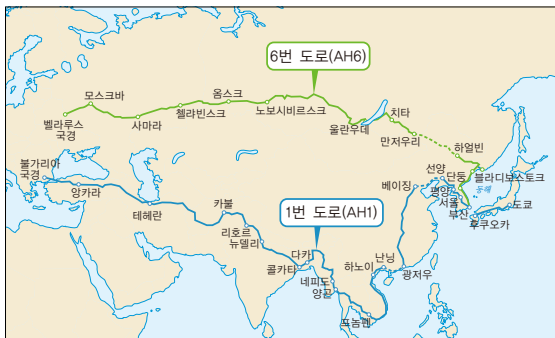 6번 도로(AH6)
모스크바
옴스크
첼랴빈스크
노보시비르스크
사마라
벨라루스
국경
울란우데
치타
만저우리
하얼빈
블라디보스토크
불가리아
국경
앙카라
테헤란
카불
리호르
뉴델리
1번 도로(AH1)
다카
콜카타
네피도
양곤
하노이
난닝
광저우
프놈펜
베이징
선양
단둥
평양
서울
부산
동해
도쿄
후쿠오카